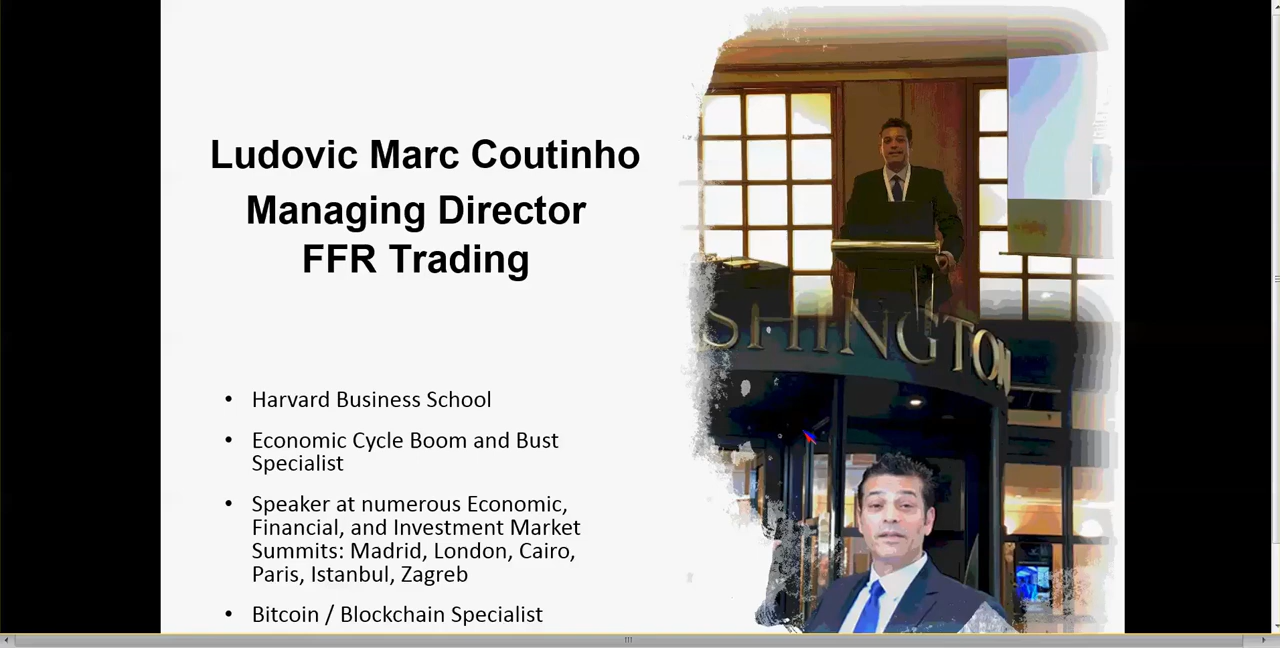 Ludovic Marc Coutinho
Managing Director
FFR Trading
• Harvard Business School
• Economic Cycle Boom and Bust
Specialist
• Speaker at numerous Economic,
Financial, and Investment Market
Summits: Madrid, London, Cairo,
Paris, Istanbul, Zagreb
• Bitcoin / Blockchain Specialist
SHINGTON